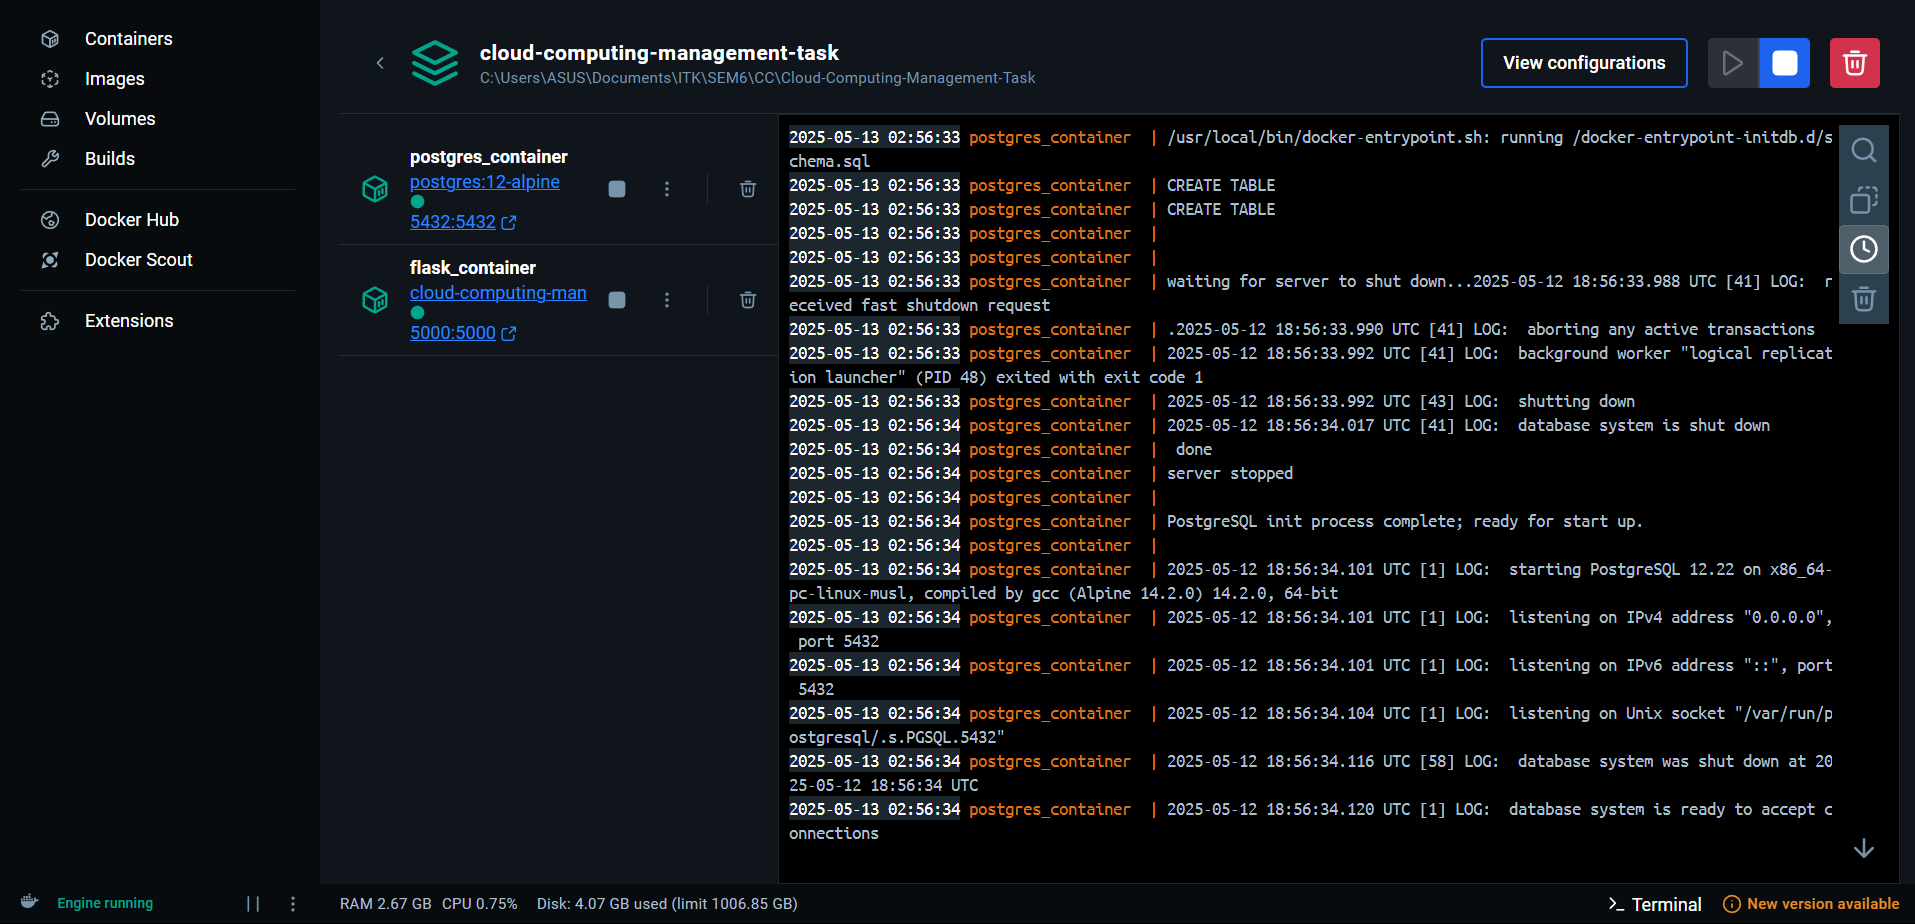 Containers
Images
Volumes
Builds
Docker Hub
Docker Scout
Extensions
cloud-computing-management-task
C:\Users\ASUS\Documents\ITK\SEM6\CC\Cloud-Computing-Management-Task
View configurations
postgres_container
postgres:12-alpine
5432:5432
flask_container
cloud-computing-man
5000:5000
2025-05-13 02:56:33 postgres_container | /usr/local/bin/docker-entrypoint.sh: running /docker-entrypoint-initdb.d/s
chema.sql
2025-05-13 02:56:33 postgres_container | CREATE TABLE
2025-05-13 02:56:33 postgres_container | CREATE TABLE
2025-05-13 02:56:33 postgres_container |
2025-05-13 02:56:33 postgres_container |
2025-05-13 02:56:33 postgres_container | waiting for server to shut down...2025-05-12 18:56:33.988 UTC [41] LOG:  r
eceived fast shutdown request
2025-05-13 02:56:33 postgres_container | .2025-05-12 18:56:33.990 UTC [41] LOG:  aborting any active transactions
2025-05-13 02:56:33 postgres_container | 2025-05-12 18:56:33.992 UTC [41] LOG:  background worker "logical replicat
ion launcher" (PID 48) exited with exit code 1
2025-05-13 02:56:33 postgres_container | 2025-05-12 18:56:33.992 UTC [43] LOG:  shutting down
2025-05-13 02:56:34 postgres_container | 2025-05-12 18:56:34.017 UTC [41] LOG:  database system is shut down
2025-05-13 02:56:34 postgres_container |  done
2025-05-13 02:56:34 postgres_container | server stopped
2025-05-13 02:56:34 postgres_container |
2025-05-13 02:56:34 postgres_container | PostgreSQL init process complete; ready for start up.
2025-05-13 02:56:34 postgres_container |
2025-05-13 02:56:34 postgres_container | 2025-05-12 18:56:34.101 UTC [1] LOG:  starting PostgreSQL 12.22 on x86_64-
pc-linux-musl, compiled by gcc (Alpine 14.2.0) 14.2.0, 64-bit
2025-05-13 02:56:34 postgres_container | 2025-05-12 18:56:34.101 UTC [1] LOG:  listening on IPv4 address "0.0.0.0",
 port 5432
2025-05-13 02:56:34 postgres_container | 2025-05-12 18:56:34.101 UTC [1] LOG:  listening on IPv6 address "::", port
 5432
2025-05-13 02:56:34 postgres_container | 2025-05-12 18:56:34.104 UTC [1] LOG:  listening on Unix socket "/var/run/p
ostgresql/.s.PGSQL.5432"
2025-05-13 02:56:34 postgres_container | 2025-05-12 18:56:34.116 UTC [58] LOG:  database system was shut down at 20
25-05-12 18:56:34 UTC
2025-05-13 02:56:34 postgres_container | 2025-05-12 18:56:34.120 UTC [1] LOG:  database system is ready to accept c
onnections
Engine running
RAM 2.67 GB CPU 0.75% Disk: 4.07 GB used (limit 1006.85 GB)
Terminal
New version available